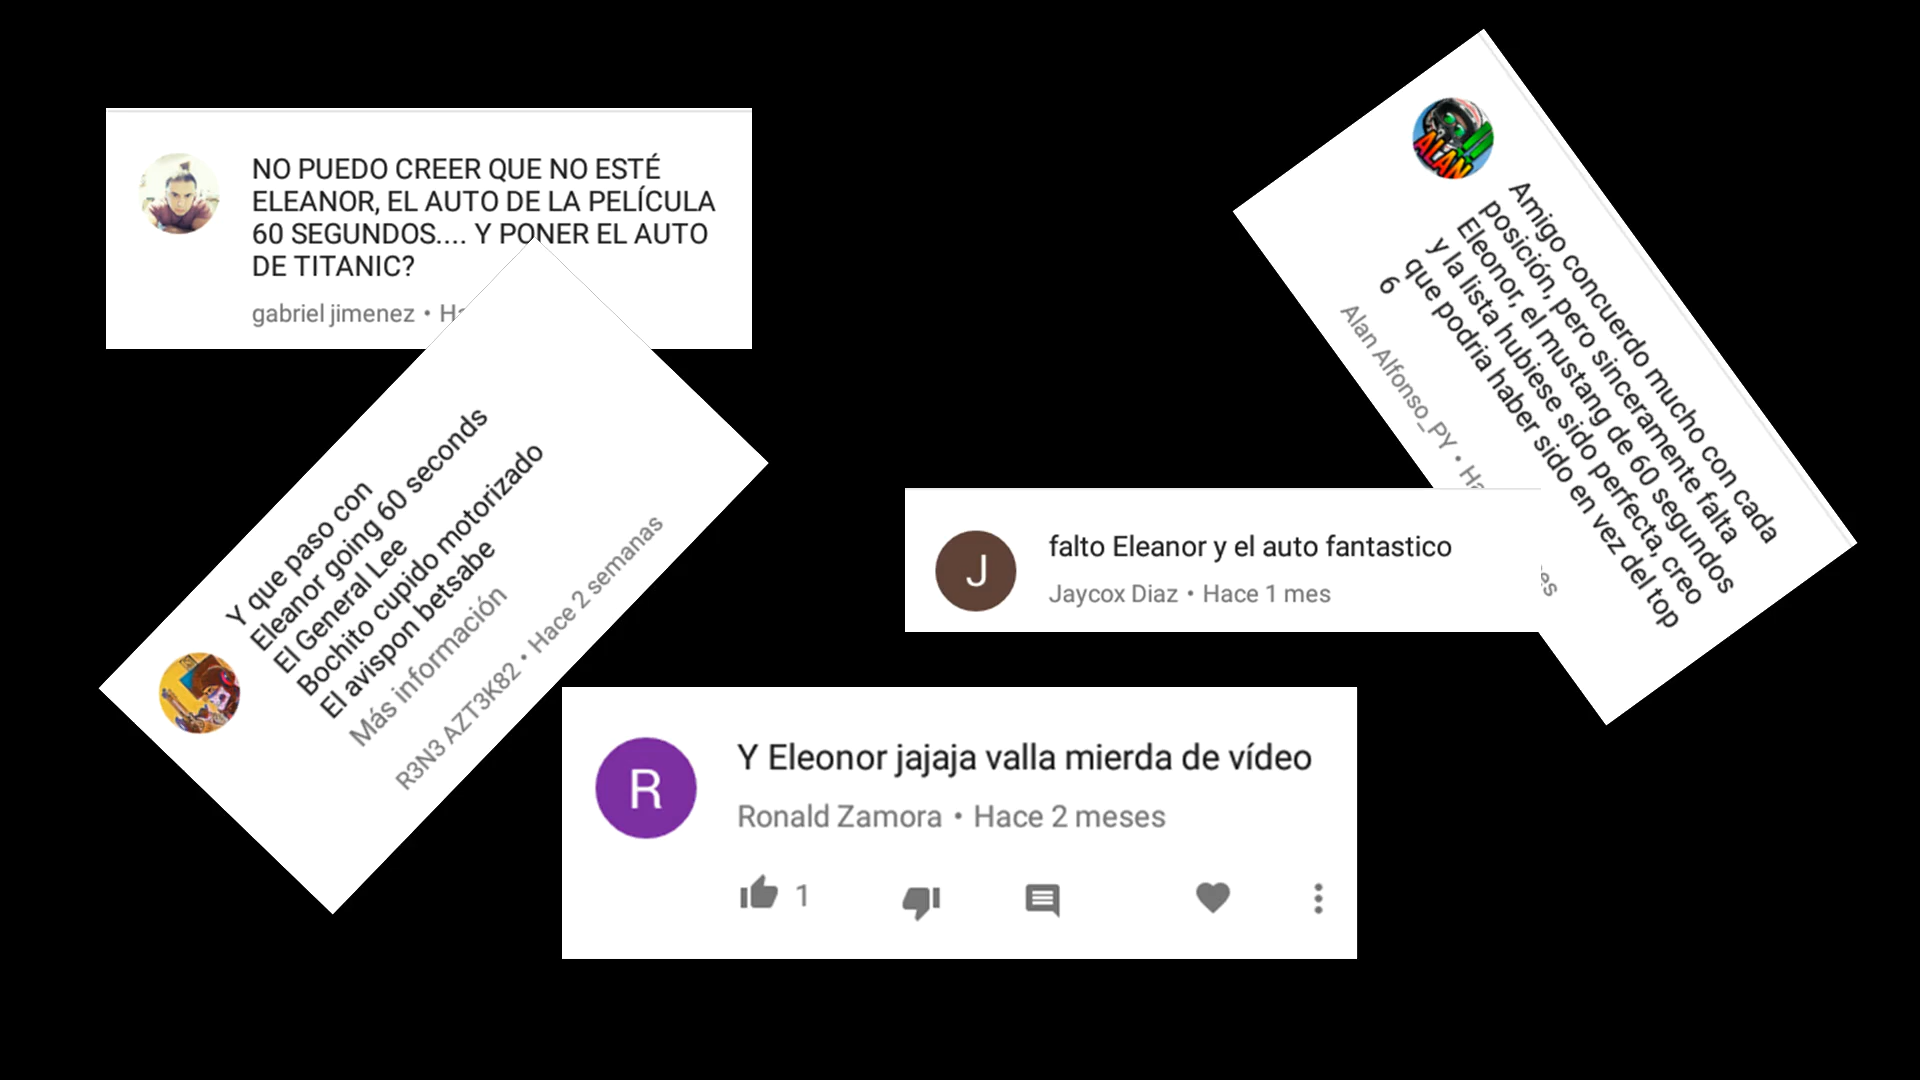 NO PUEDO CREER QUE NO ESTÉ
ELEANOR, EL AUTO DE LA PELÍCULA
60 SEGUNDOS.... Y PONER EL AUTO
DE TITANIC?
gabriel jimenez •
ALAN
Amigo concuerdo mucho con cada
posición, pero sinceramente falta
Eleonor, el mustang de 60 segundos
y la lista hubiese sido perfecta, creo
que podria haber sido en vez del top
6
Alan Alfonso_PY •
Y que paso con
Eleanor going 60 seconds
El General Lee
Bochito cupido motorizado
El avispon betsabe
Más información
R3N3 AZT3K82 • Hace 2 semanas
J
falto Eleanor y el auto fantastico
Jaycox Diaz • Hace 1 mes
R
Y Eleonor jajaja valla mierda de vídeo
Ronald Zamora • Hace 2 meses
1